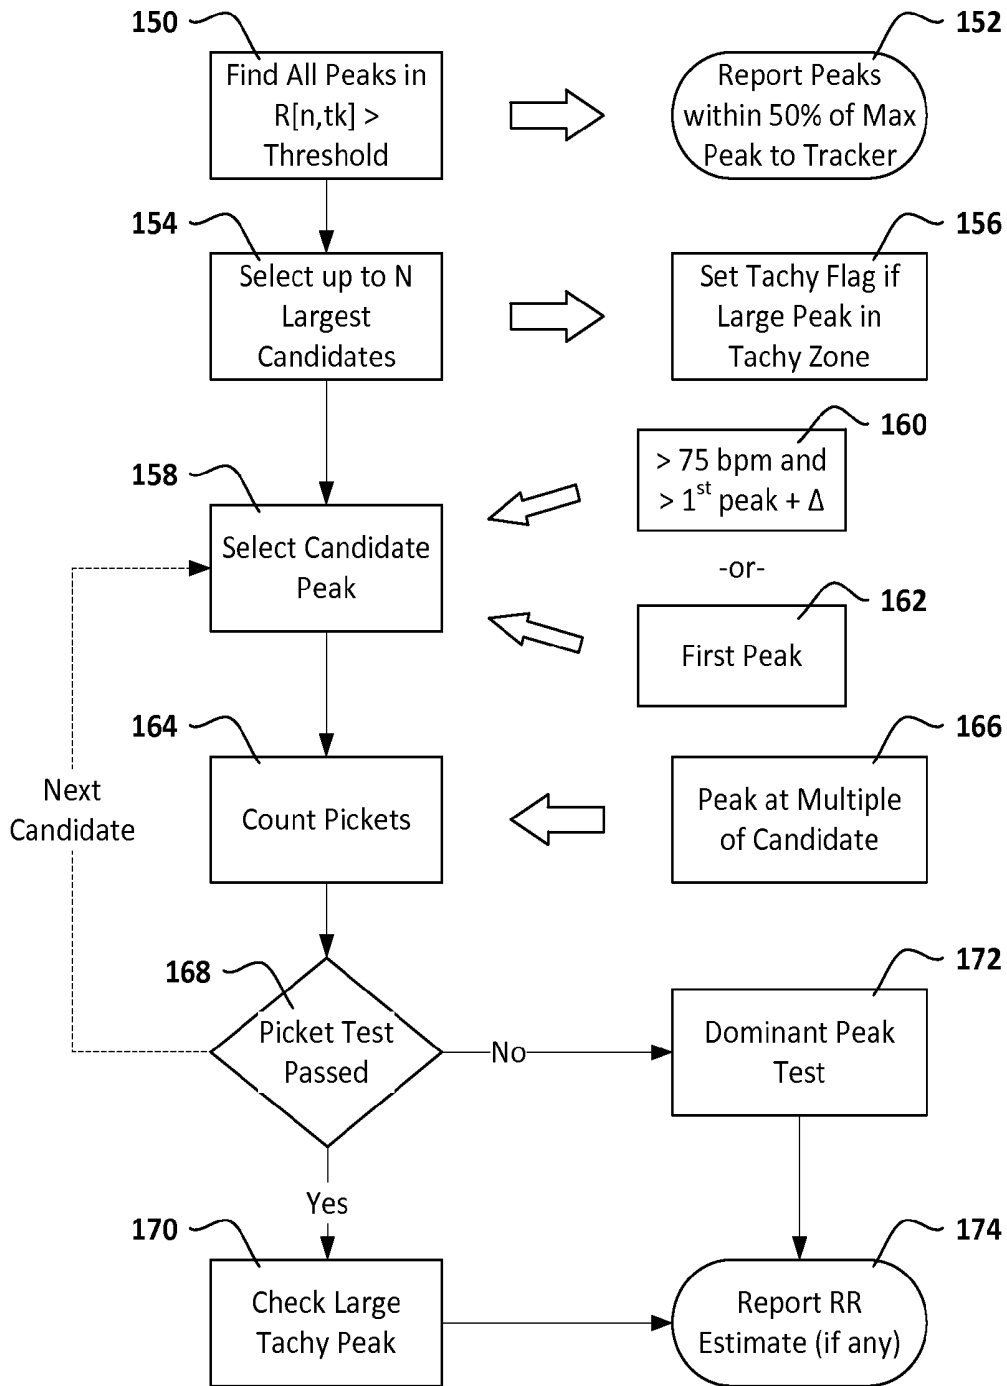 150
Find All Peaks in
R[n,tk] >
Threshold
152
Report Peaks
within 50% of Max
Peak to Tracker
154
Select up to N
Largest
Candidates
156
Set Tachy Flag if
Large Peak in
Tachy Zone
158
Select Candidate
Peak
160
> 75 bpm and
> 1st peak + Δ
-or-
162
First Peak
164
Count Pickets
166
Peak at Multiple
of Candidate
Next
Candidate
168
Picket Test
Passed
No
172
Dominant Peak
Test
Yes
170
Check Large
Tachy Peak
174
Report RR
Estimate (if any)